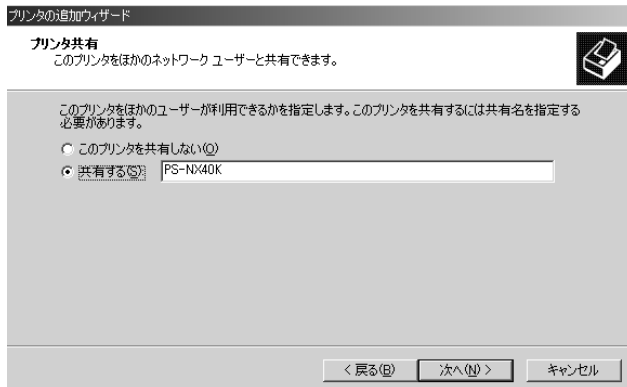 プリンタの追加ウィザード
プリンタ共有
このプリンタをほかのネットワーク ユーザーと共有できます。
このプリンタをほかのユーザーが利用できるかを指定します。このプリンタを共有するには共有名を指定する
必要があります。
このプリンタを共有しない(O)
共有する(S): PS-NX40K
< 戻る(B)
次へ(N) >
キャンセル